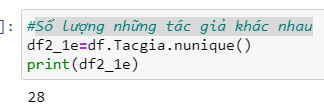 ]: #Số lượng những tác giả khác nhau
df2_1e=df.Tacgia.nunique()
print(df2_1e)
28